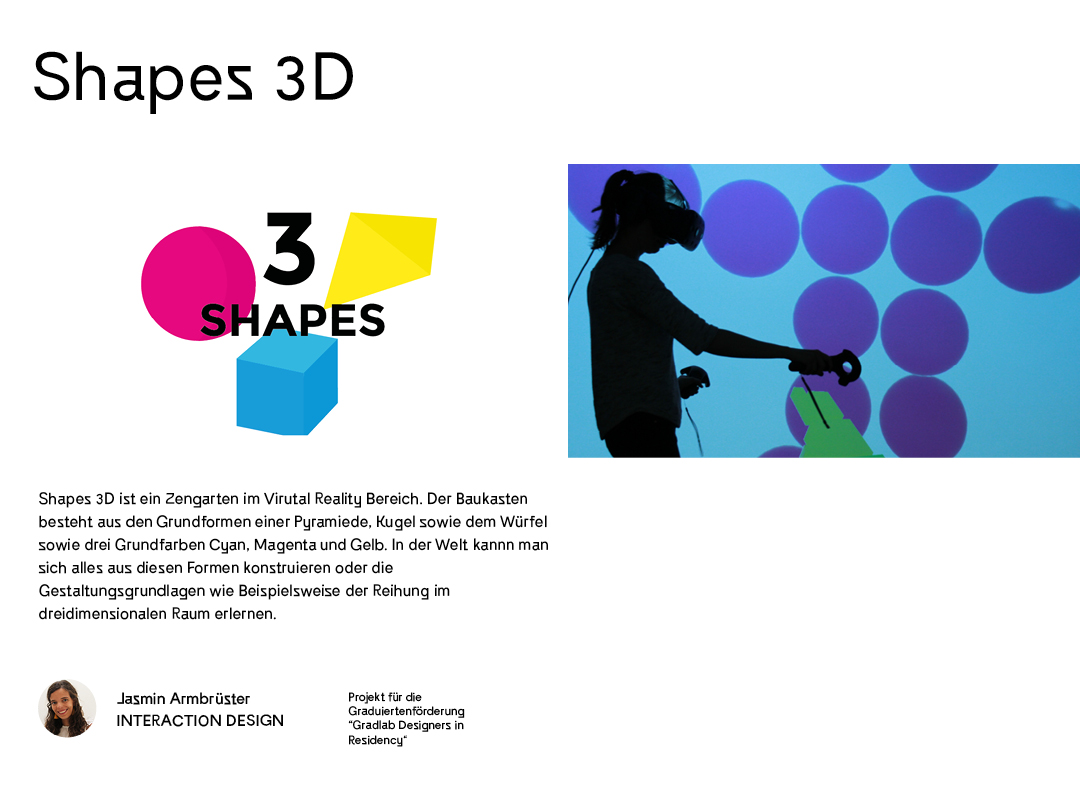 Shapes 3D
3
SHAPES
Shapes 3D ist ein Zengarten im Virutal Reality Bereich. Der Baukasten
besteht aus den Grundformen einer Pyramiede, Kugel sowie dem Würfel
sowie drei Grundfarben Cyan, Magenta und Gelb. In der Welt kannn man
sich alles aus diesen Formen konstruieren oder die
Gestaltungsgrundlagen wie Beispielsweise der Reihung im
dreidimensionalen Raum erlernen.
Jasmin Armbrüster
INTERACTION DESIGN
Projekt für die
Graduiertenförderung
“Gradlab Designers in
Residency“